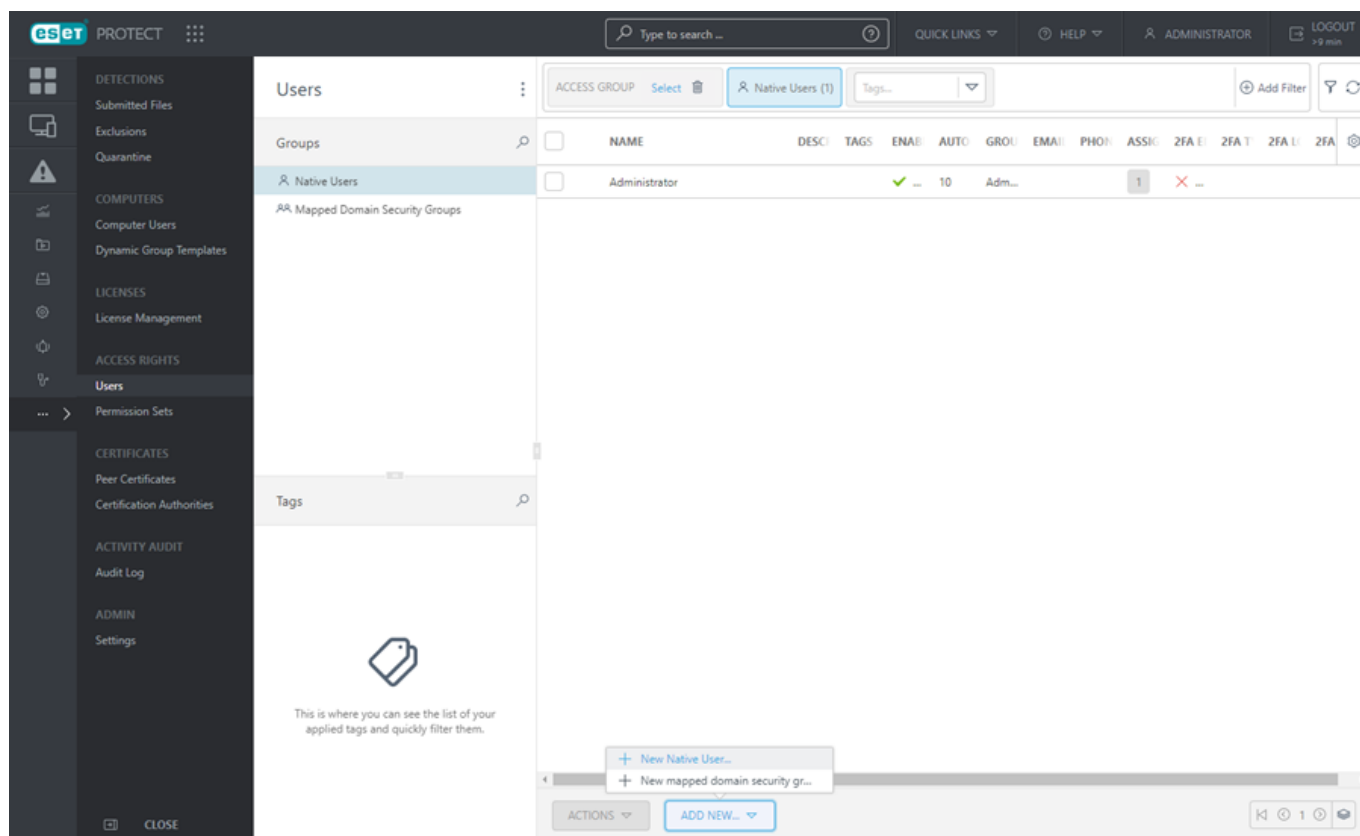 eset PROTECT
Type to search ...
QUICK LINKS
HELP
ADMINISTRATOR
LOGOUT
>9 min
DETECTIONS
Submitted Files
Exclusions
Quarantine
COMPUTERS
Computer Users
Dynamic Group Templates
LICENSES
License Management
ACCESS RIGHTS
Users
Permission Sets
CERTIFICATES
Peer Certificates
Certification Authorities
ACTIVITY AUDIT
Audit Log
ADMIN
Settings
CLOSE
Users
Groups
Native Users
Mapped Domain Security Groups
Tags
This is where you can see the list of your
applied tags and quickly filter them.
ACCESS GROUP Select Native Users (1) Tags... Add Filter
NAME DESC TAGS ENAB AUTO GROU EMAI PHON ASSIG 2FA E 2FA T 2FA L 2FA
Administrator ... 10 Adm... 1 ...
New Native User...
New mapped domain security gr...
ACTIONS ADD NEW... 1